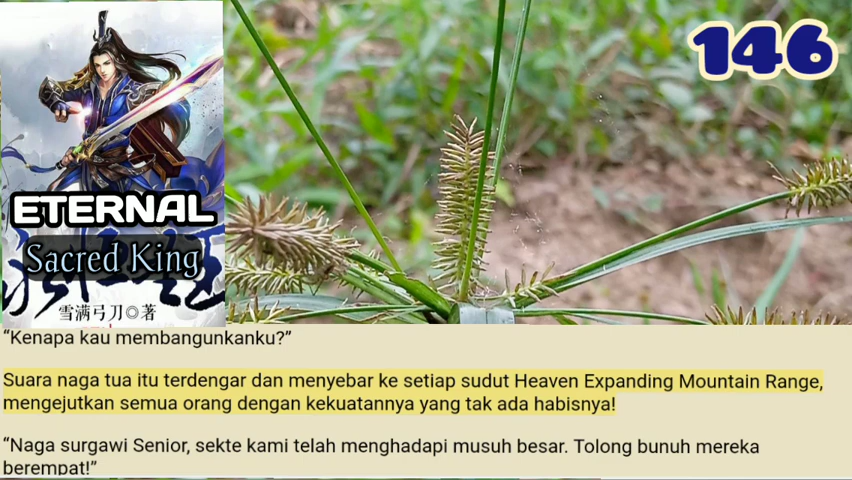 146
ETERNAL
Sacred King
雪满弓刀◎著
“Kenapa kau membangunkanku?”
Suara naga tua itu terdengar dan menyebar ke setiap sudut Heaven Expanding Mountain Range,
mengejutkan semua orang dengan kekuatannya yang tak ada habisnya!
“Naga surgawi Senior, sekte kami telah menghadapi musuh besar. Tolong bunuh mereka
berempat!”